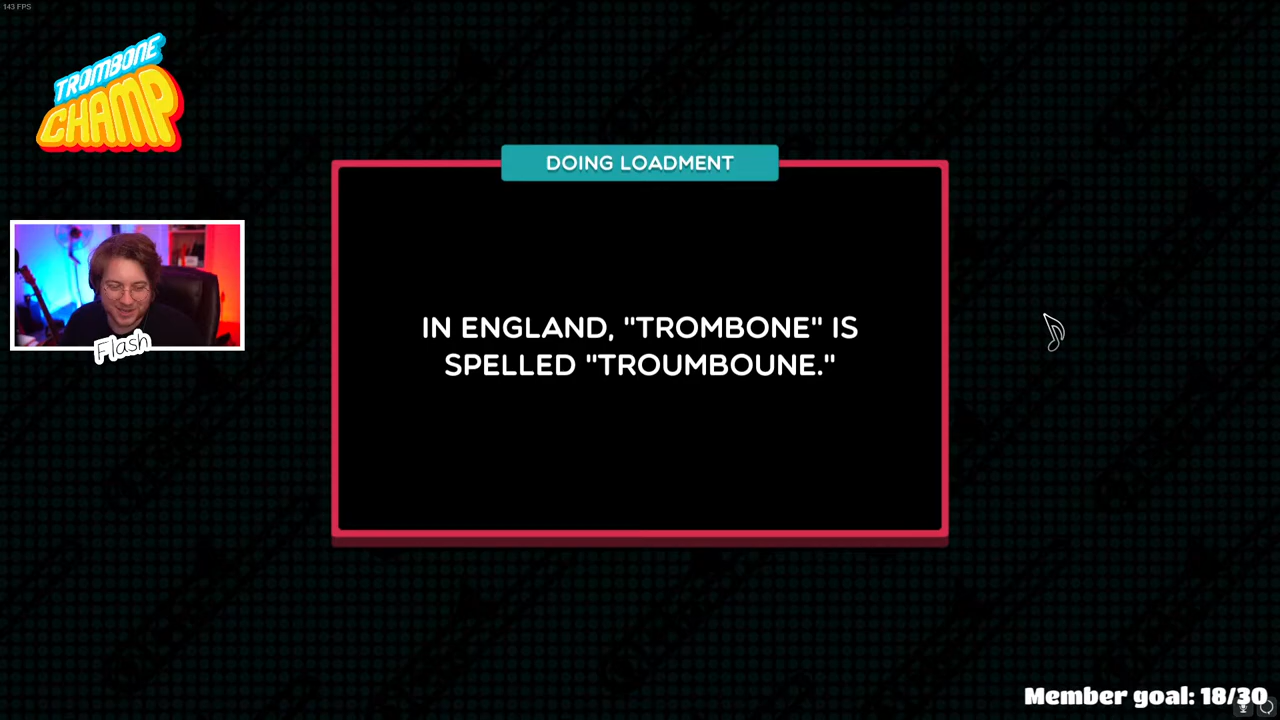 143 FPS
TROMBONE
CHAMP
DOING LOADMENT
IN ENGLAND, "TROMBONE" IS
SPELLED "TROUMBOUNE."
Flash
Member goal: 18/30